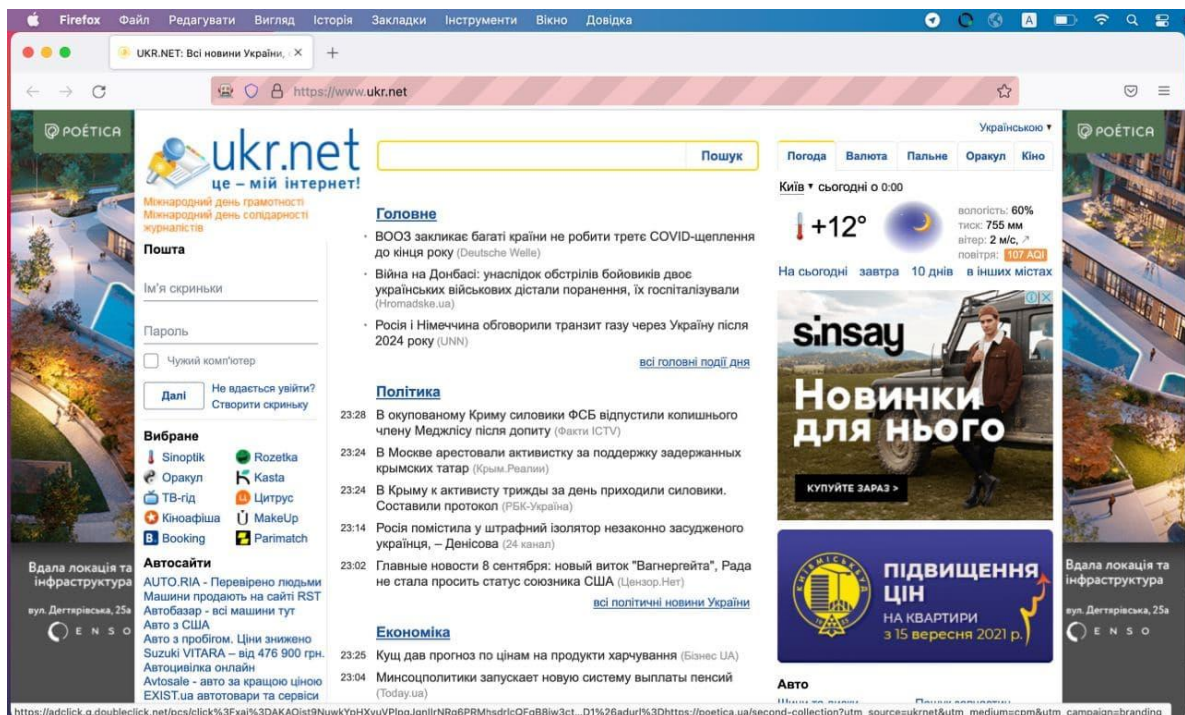 Firefox Файл Редагувати Вигляд Історія Закладки Інструменти Вікно Довідка
A
UKR.NET: Всі новини України,
https://www.ukr.net
POÉTICA
Вдала локація та
інфраструктура
вул. Дегтярівська, 25а
ENSO
ukr.net
це – мій інтернет!
Міжнародний день грамотності
Міжнародний день солідарності
журналістів
Пошта
Ім'я скриньки
Пароль
Чужий комп'ютер
Далі
Не вдається увійти?
Створити скриньку
Вибране
Sinoptik Rozetka
Оракул Kasta
ТВ-гід Цитрус
Кіноафіша MakeUp
B. Booking Parimatch
Автосайти
AUTO.RIA - Перевірено людьми
Машини продають на сайті RST
Автобазар - всі машини тут
Авто з США
Авто з пробігом. Ціни знижено
Suzuki VITARA – від 476 900 грн.
Автоцивілка онлайн
Avtosale - авто за кращою ціною
EXIST.ua автотовари та сервіси
Пошук
Головне
ВООЗ закликає багаті країни не робити третє COVID-щеплення
до кінця року (Deutsche Welle)
Війна на Донбасі: унаслідок обстрілів бойовиків двоє
українських військових дістали поранення, їх госпіталізували
(Hromadske.ua)
Росія і Німеччина обговорили транзит газу через Україну після
2024 року (UNN)
всі головні події дня
Політика
23:28 В окупованому Криму силовики ФСБ відпустили колишнього
члену Меджлісу після допиту (Факти ICTV)
23:24 В Москве арестовали активистку за поддержку задержанных
крымских татар (Крым.Реалии)
23:24 В Крыму к активисту трижды за день приходили силовики.
Составили протокол (РБК-Україна)
23:14 Росія помістила у штрафний ізолятор незаконно засудженого
українця, – Денісова (24 канал)
23:02 Главные новости 8 сентября: новый виток "Вагнергейта", Рада
не стала просить статус союзника США (Цензор.Нет)
всі політичні новини України
Економіка
23:25 Кущ дав прогноз по цінам на продукти харчування (Бізнес UA)
23:04 Минсоцполитики запускает новую систему выплаты пенсий
(Today.ua)
Українською
Погода Валюта Пальне Оракул Кіно
Київ сьогодні о 0:00
+12°
вологість: 60%
тиск: 755 мм
вітер: 2 м/с,
повітря: 107 AQI
На сьогодні завтра 10 днів в інших містах
sinsay
Новинки
для нього
КУПУЙТЕ ЗАРАЗ >
КИЇВМІСЬКБУД
ПІДВИЩЕННЯ
ЦІН
НА КВАРТИРИ
з 15 вересня 2021 р.
Авто
POÉTICA
Вдала локація та
інфраструктура
вул. Дегтярівська, 25а
ENSO